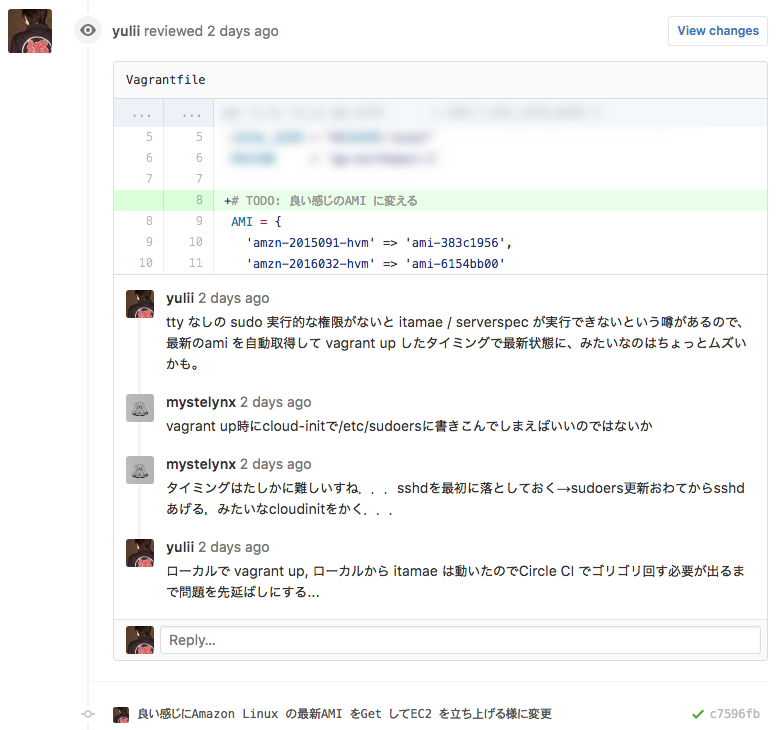 yulii reviewed 2 days ago
View changes
Vagrantfile
... ...
5 5
6 6
7 7
8 +# TODO: 良い感じのAMI に変える
8 9 AMI = {
9 10 'amzn-2015091-hvm' => 'ami-383c1956',
10 11 'amzn-2016032-hvm' => 'ami-6154bb00'
yulii 2 days ago
tty なしの sudo 実行的な権限がないと itamae / serverspec が実行できないという噂があるので、
最新のami を自動取得して vagrant up したタイミングで最新状態に、みたいなのはちょっとムズい
かも。
mystelynx 2 days ago
vagrant up時にcloud-initで/etc/sudoersに書きこんでしまえばいいのではないか
mystelynx 2 days ago
タイミングはたしかに難しいすね．．．sshdを最初に落としておく→sudoers更新おわてからsshd
あげる，みたいなcloudinitをかく．．．
yulii 2 days ago
ローカルで vagrant up, ローカルから itamae は動いたのでCircle CI でゴリゴリ回す必要が出るま
で問題を先延ばしにする...
Reply...
良い感じにAmazon Linux の最新AMI をGet してEC2 を立ち上げる様に変更
c7596fb